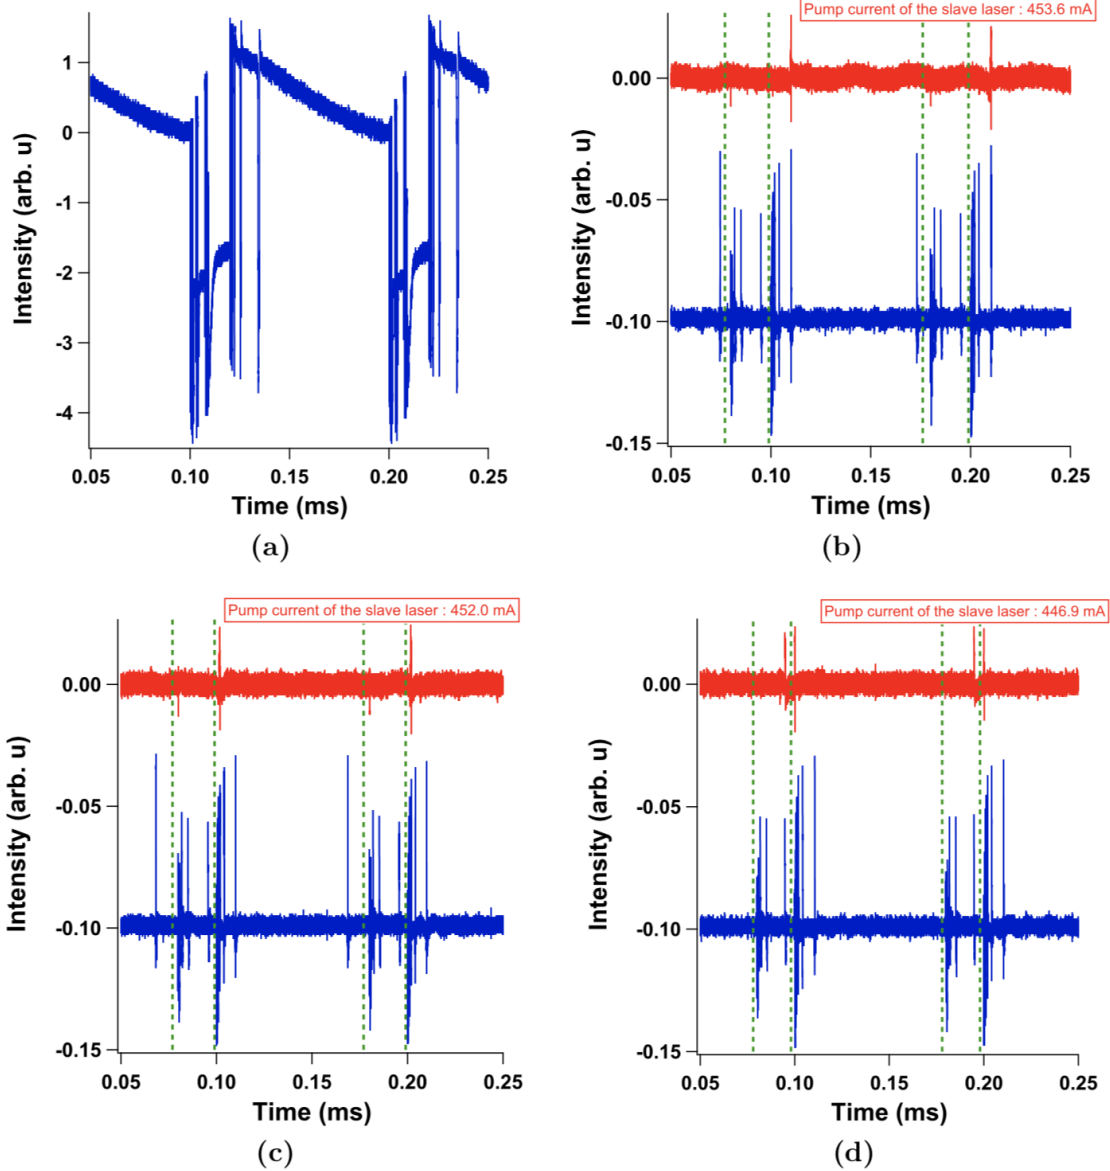 1
0
-1
-2
-3
-4
Intensity (arb. u)
0.05
0.10
0.15
0.20
0.25
Time (ms)
(a)
Pump current of the slave laser : 453.6 mA
0.00
-0.05
-0.10
-0.15
Intensity (arb. u)
0.05
0.10
0.15
0.20
0.25
Time (ms)
(b)
Pump current of the slave laser : 452.0 mA
0.00
-0.05
-0.10
-0.15
Intensity (arb. u)
0.05
0.10
0.15
0.20
0.25
Time (ms)
(c)
Pump current of the slave laser : 446.9 mA
0.00
-0.05
-0.10
-0.15
Intensity (arb. u)
0.05
0.10
0.15
0.20
0.25
Time (ms)
(d)